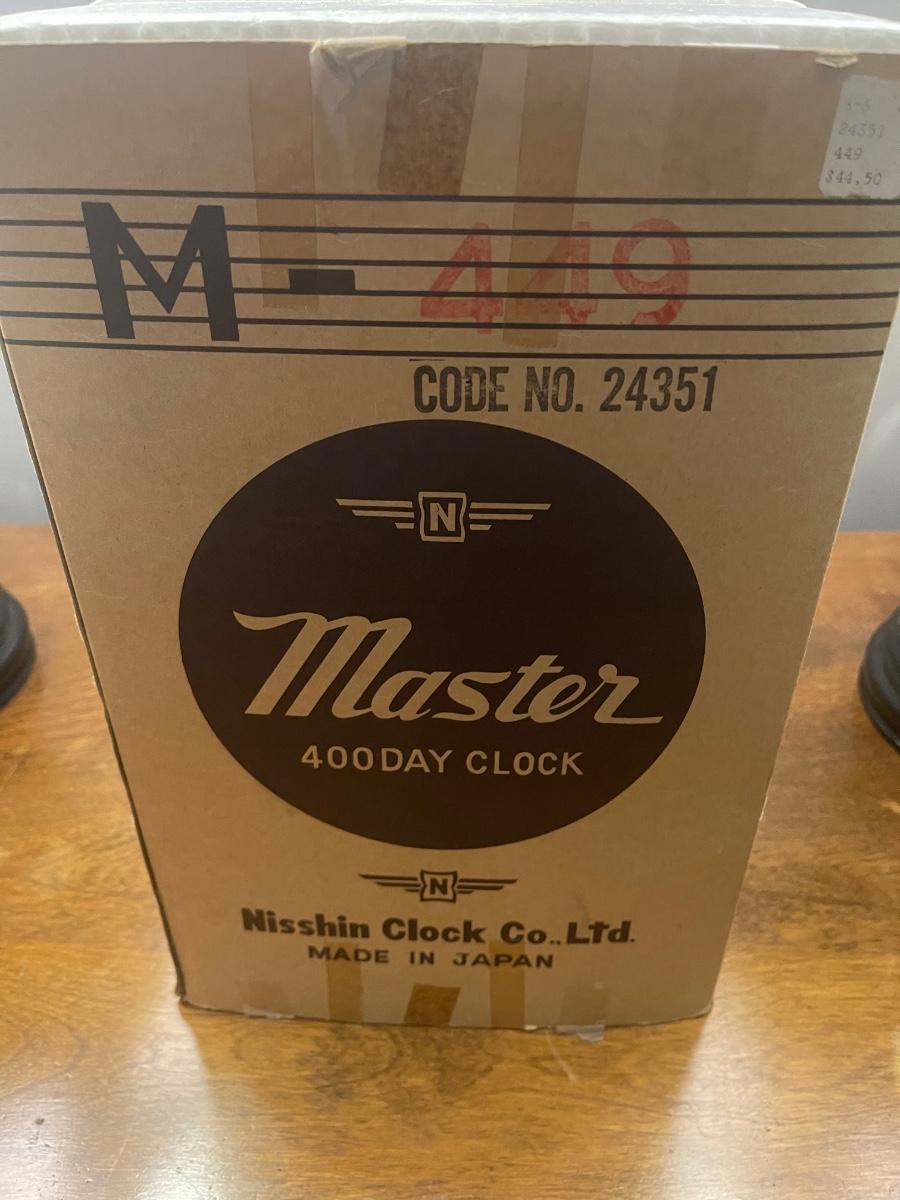 24351
449
$44.50
M - 449
CODE NO. 24351
N
Master
400DAY CLOCK
N
Nisshin Clock Co.,Ltd.
MADE IN JAPAN